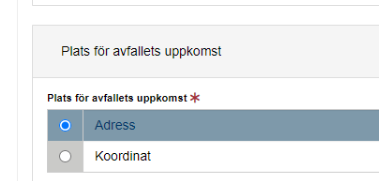 Plats för avfallets uppkomst
Plats för avfallets uppkomst *
Adress
Koordinat